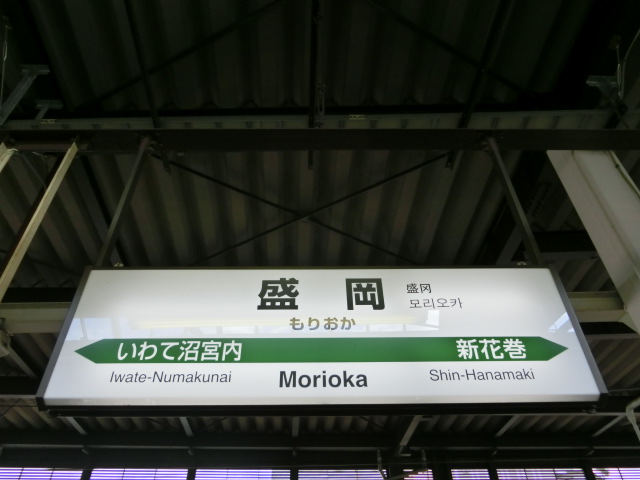 盛岡
盛冈
모리오카
もりおか
いわて沼宮内
新花巻
Iwate-Numakunai
Morioka
Shin-Hanamaki